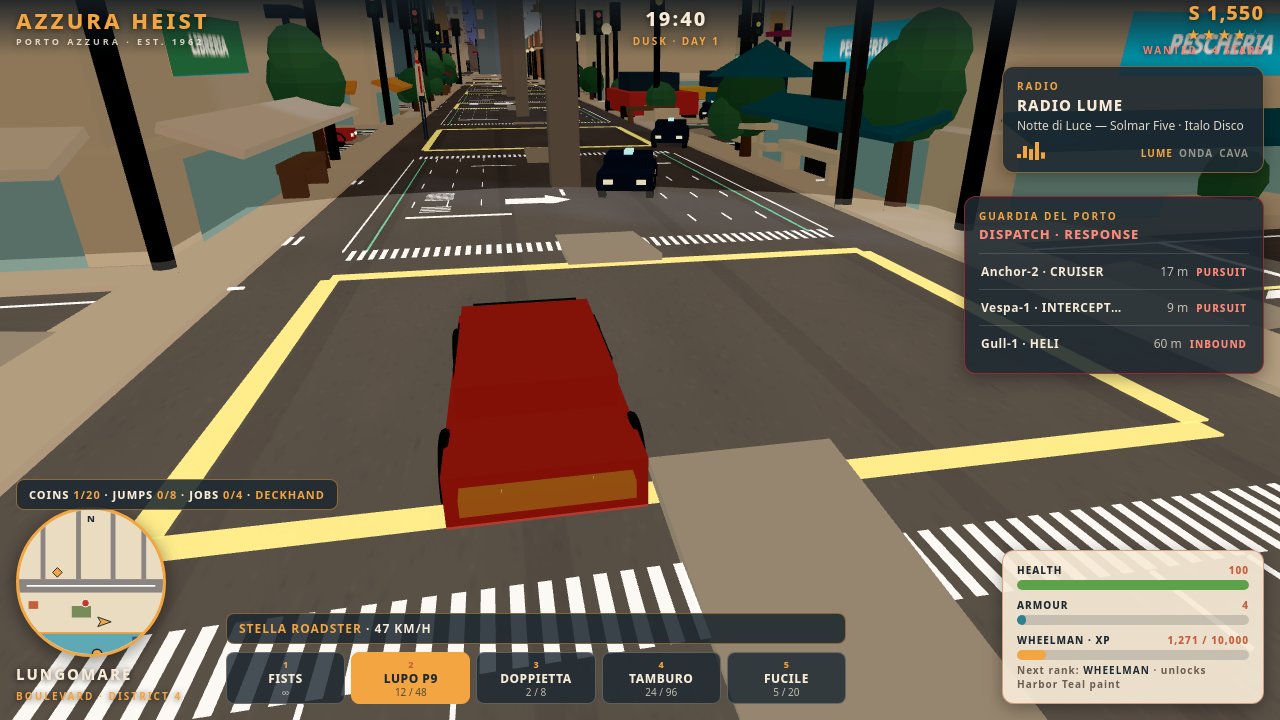 AZZURA HEIST
PORTO AZZURA · EST. 1962
19:40
DUSK · DAY 1
S 1,550
PESCHERIA
PESCHERIA
RADIO
RADIO LUME
Notte di Luce — Solmar Five · Italo Disco
LUME ONDA CAVA
GUARDIA DEL PORTO
DISPATCH · RESPONSE
Anchor-2 · CRUISER 17 m PURSUIT
Vespa-1 · INTERCEPT… 9 m PURSUIT
Gull-1 · HELI 60 m INBOUND
COINS 1/20 · JUMPS 0/8 · JOBS 0/4 · DECKHAND
N
LUNGOMARE
BOULEVARD · DISTRICT 4
STELLA ROADSTER · 47 KM/H
1
FISTS
∞
2
LUPO P9
12 / 48
3
DOPPIETTA
2 / 8
4
TAMBURO
24 / 96
5
FUCILE
5 / 20
HEALTH 100
ARMOUR 4
WHEELMAN · XP 1,271 / 10,000
Next rank: WHEELMAN · unlocks
Harbor Teal paint